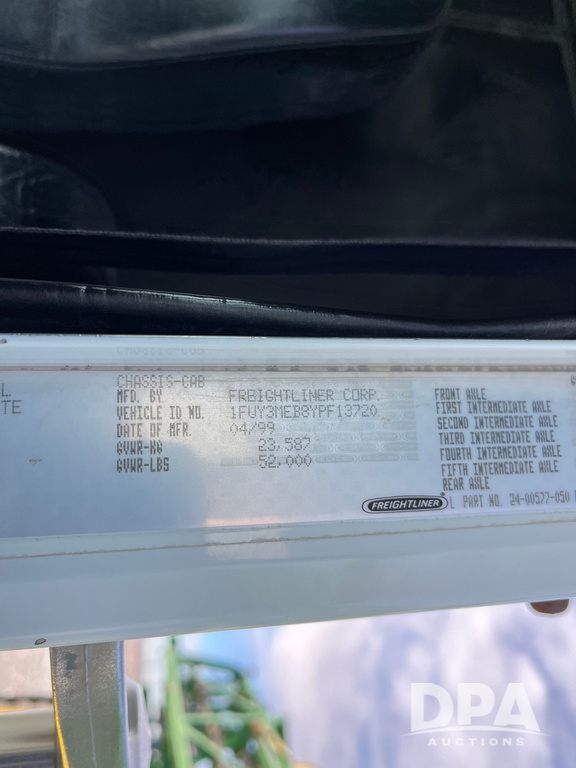 CHASSIS-CAB
MFD. BY FREIGHTLINER CORP.
VEHICLE ID NO. 1FUY3MEB8YPF13720
DATE OF MFR. 04/99
GVWR-KG 23,587
GVWR-LBS 52,000
FRONT AXLE
FIRST INTERMEDIATE AXLE
SECOND INTERMEDIATE AXLE
THIRD INTERMEDIATE AXLE
FOURTH INTERMEDIATE AXLE
FIFTH INTERMEDIATE AXLE
REAR AXLE
FREIGHTLINER® L PART NO. 24-00577-050
DPA
AUCTIONS